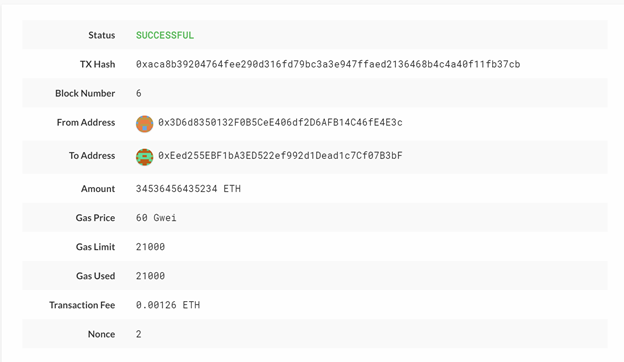 Status SUCCESSFUL
TX Hash 0xaca8b39204764fee290d316fd79bc3a3e947ffaed2136468b4c4a40f11fb37cb
Block Number 6
From Address 0x3D6d8350132F0B5CeE406df2D6AFB14C46fE4E3c
To Address 0xEed255EBF1bA3ED522ef992d1Dead1c7Cf07B3bF
Amount 34536456435234 ETH
Gas Price 60 Gwei
Gas Limit 21000
Gas Used 21000
Transaction Fee 0.00126 ETH
Nonce 2